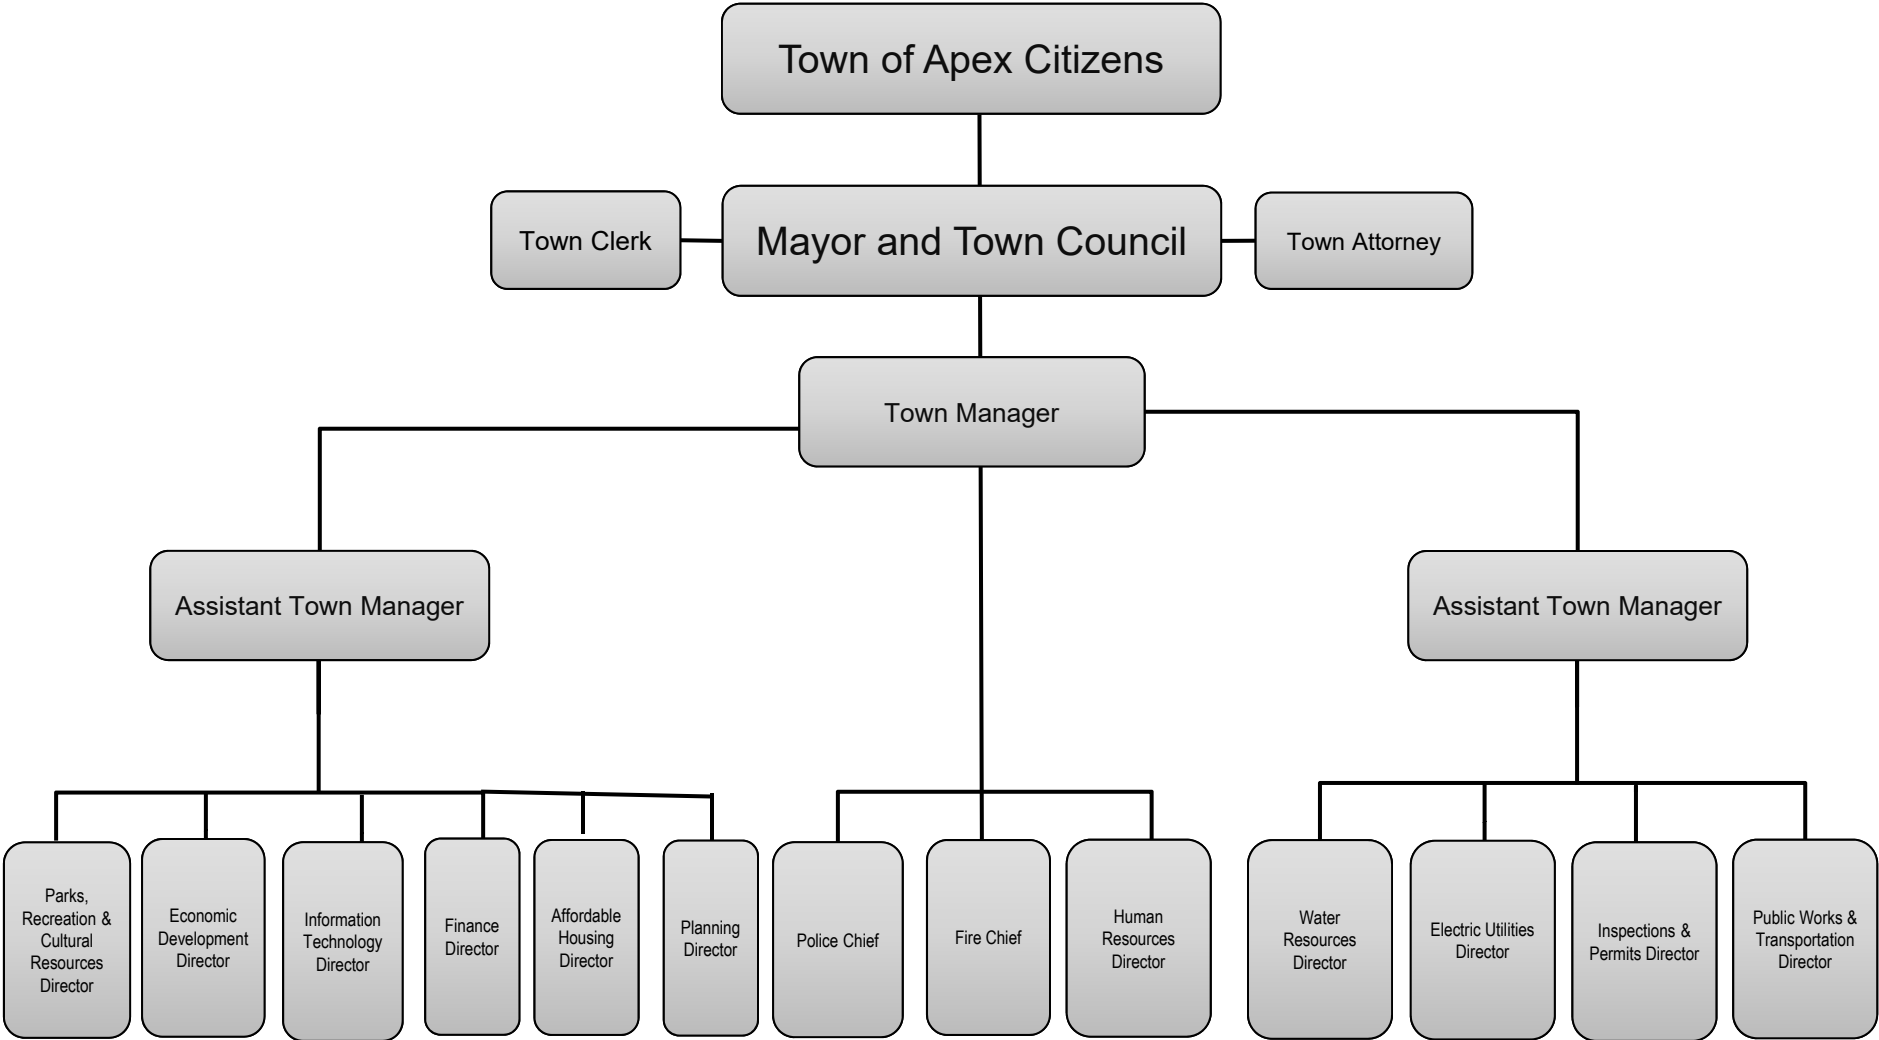 Town of Apex Citizens
Town Clerk
Mayor and Town Council
Town Attorney
Town Manager
Assistant Town Manager
Assistant Town Manager
Parks,
Recreation &
Cultural
Resources
Director
Economic
Development
Director
Information
Technology
Director
Finance
Director
Affordable
Housing
Director
Planning
Director
Police Chief
Fire Chief
Human
Resources
Director
Water
Resources
Director
Electric Utilities
Director
Inspections &
Permits Director
Public Works &
Transportation
Director